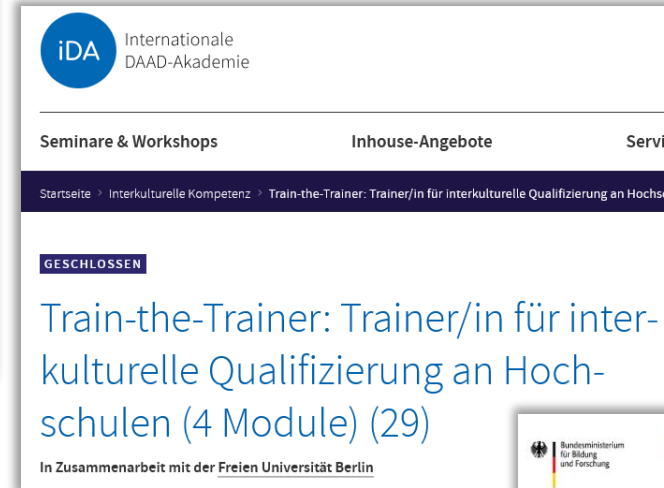 iDA
Internationale
DAAD-Akademie
Seminare & Workshops Inhouse-Angebote
Startseite > Interkulturelle Kompetenz > Train-the-Trainer: Trainer/in für interkulturelle Qualifizierung an
GESCHLOSSEN
Train-the-Trainer: Trainer/in für inter-
kulturelle Qualifizierung an Hoch-
schulen (4 Module) (29)
In Zusammenarbeit mit der Freien Universität Berlin
Bundesministerium
für Bildung
und Forschung